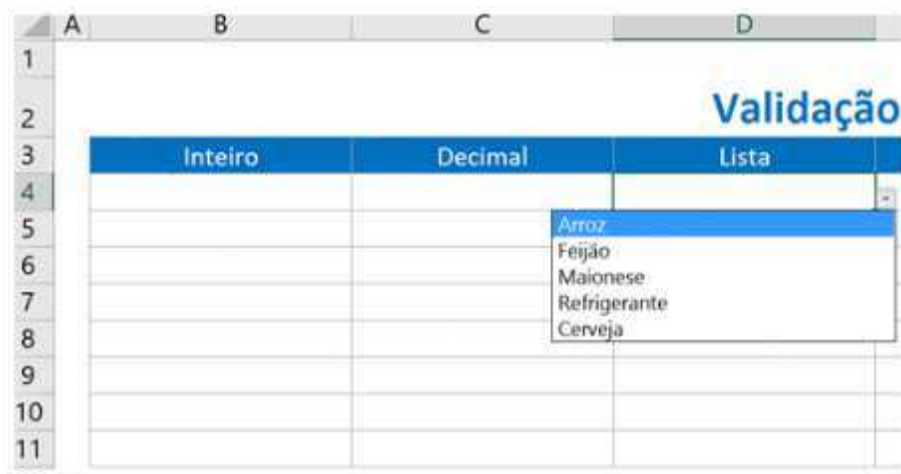 A B C D
1
2 Validação
3 Inteiro Decimal Lista
4
5 Arroz
Feijão
6 Maionese
7 Refrigerante
8 Cerveja
9
10
11